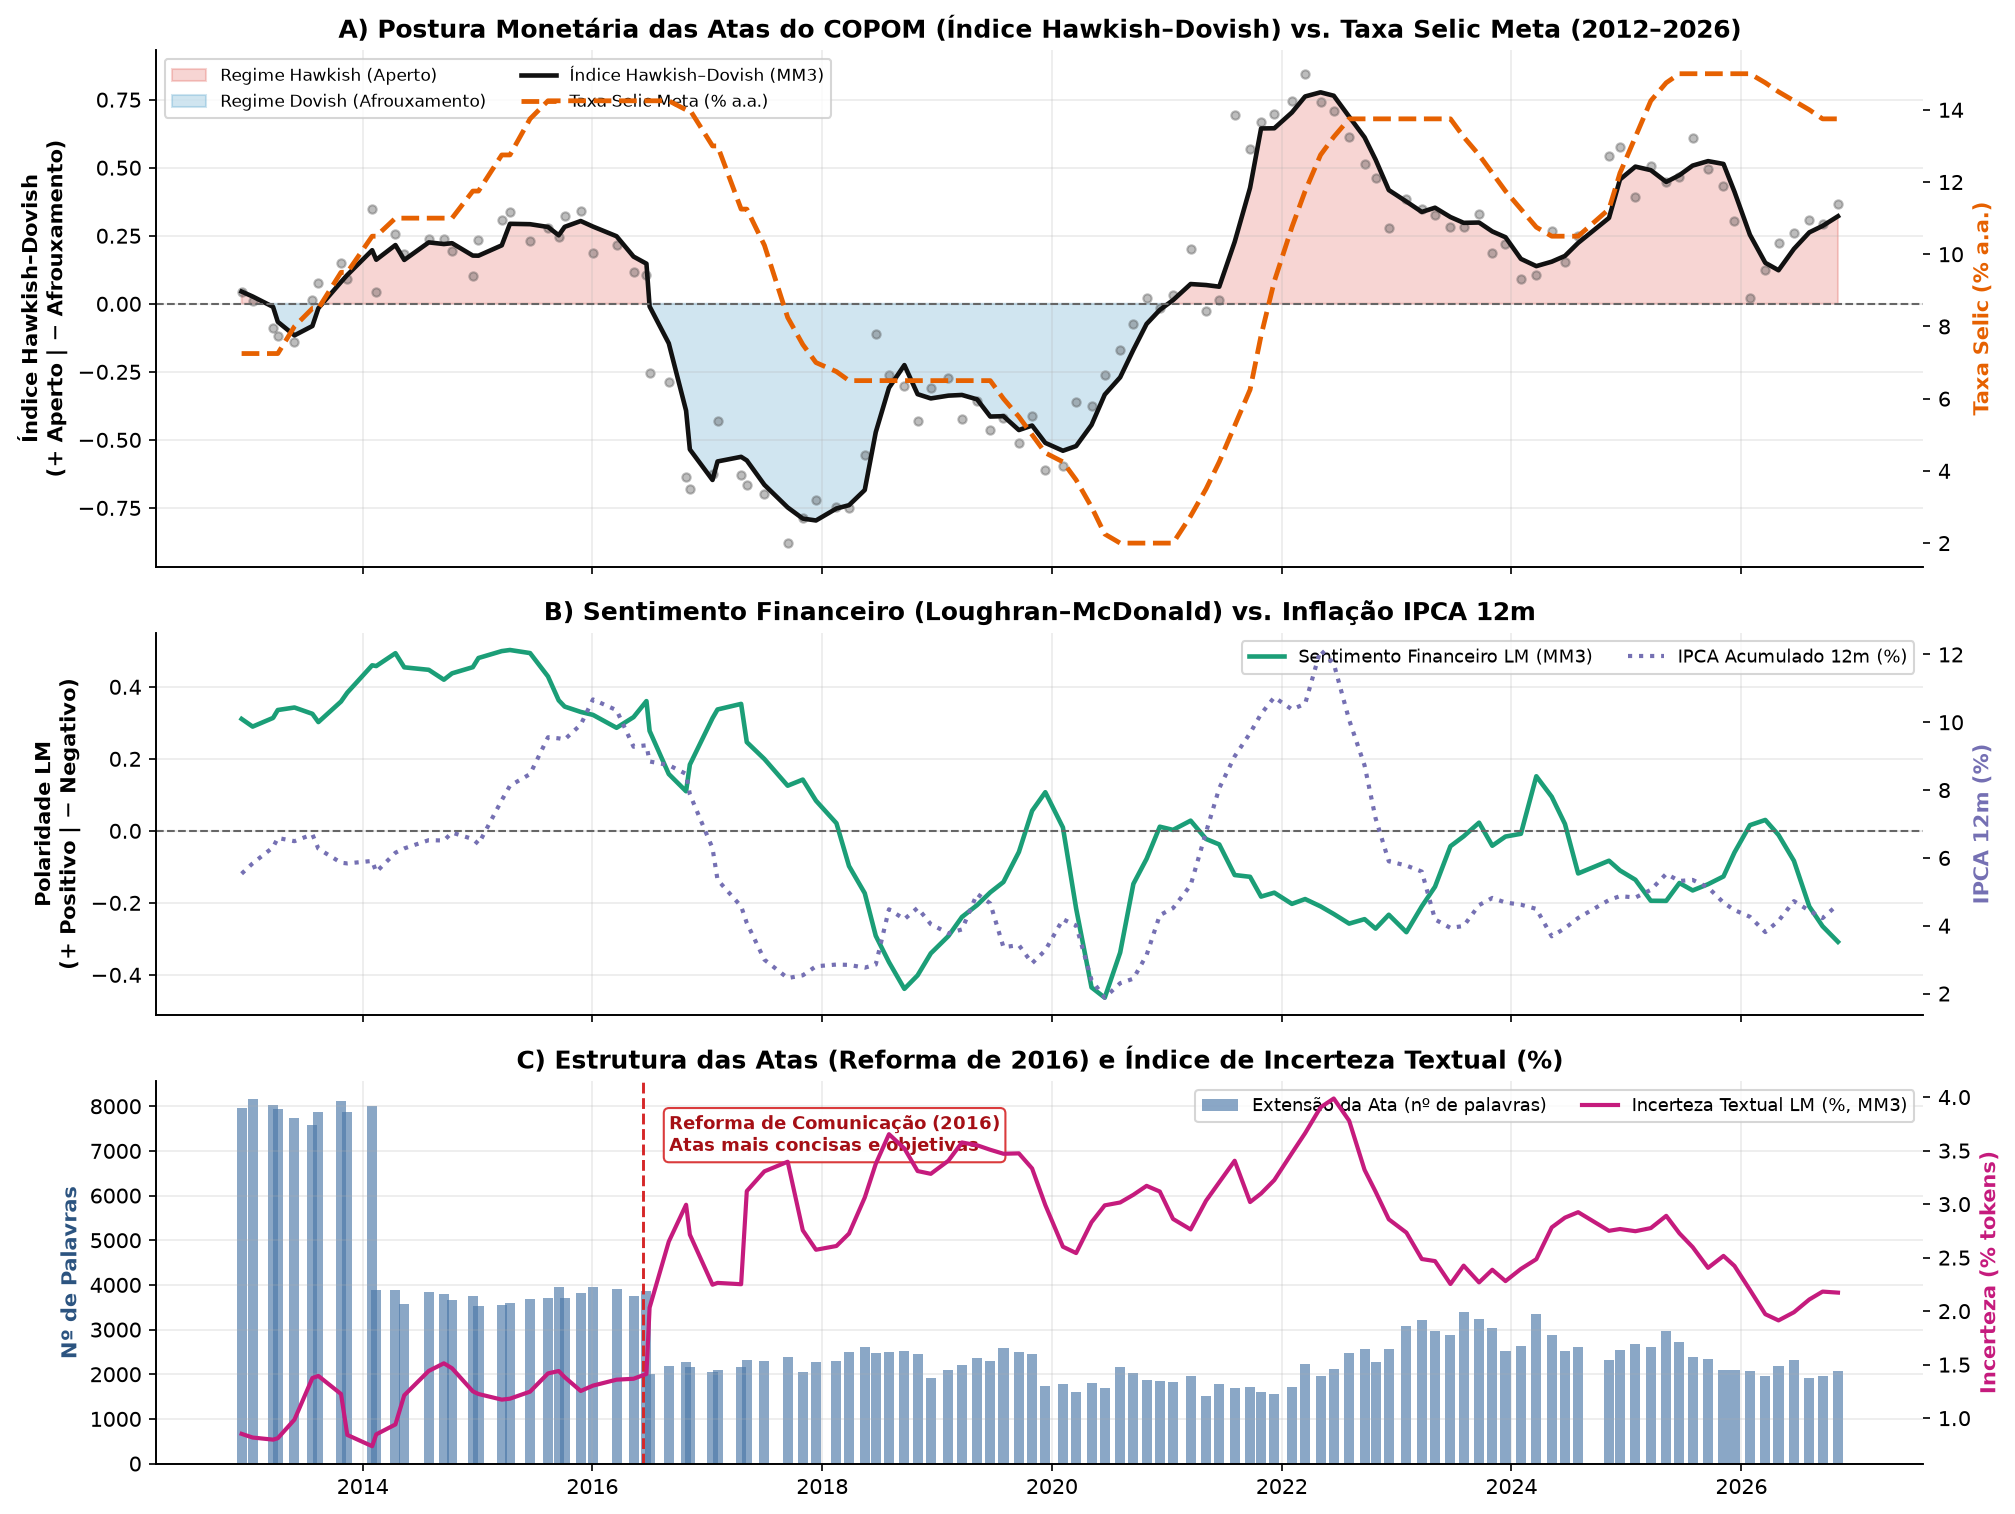 A) Postura Monetária das Atas do COPOM (Índice Hawkish–Dovish) vs. Taxa Selic Meta (2012–2026)
Regime Hawkish (Aperto)
Regime Dovish (Afrouxamento)
Índice Hawkish–Dovish (MM3)
Taxa Selic Meta (% a.a.)
Índice Hawkish–Dovish
(+ Aperto | − Afrouxamento)
0.75
0.50
0.25
0.00
−0.25
−0.50
−0.75
14
12
10
8
6
4
2
Taxa Selic (% a.a.)
B) Sentimento Financeiro (Loughran–McDonald) vs. Inflação IPCA 12m
Sentimento Financeiro LM (MM3)
IPCA Acumulado 12m (%)
Polaridade LM
(+ Positivo | − Negativo)
0.4
0.2
0.0
−0.2
−0.4
12
10
8
6
4
2
IPCA 12m (%)
C) Estrutura das Atas (Reforma de 2016) e Índice de Incerteza Textual (%)
Extensão da Ata (nº de palavras)
Incerteza Textual LM (%, MM3)
Reforma de Comunicação (2016)
Atas mais concisas e objetivas
Nº de Palavras
8000
7000
6000
5000
4000
3000
2000
1000
0
4.0
3.5
3.0
2.5
2.0
1.5
1.0
Incerteza (% tokens)
2014
2016
2018
2020
2022
2024
2026